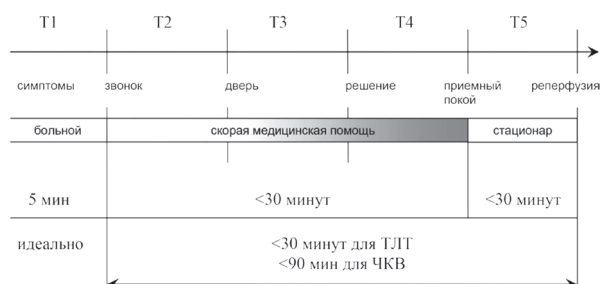 T1 T2 T3 T4 T5
симптомы звонок дверь решение приемный покой реперфузия
больной скорая медицинская помощь стационар
5 мин <30 минут <30 минут
идеально <30 минут для ТЛТ
<90 мин для ЧКВ